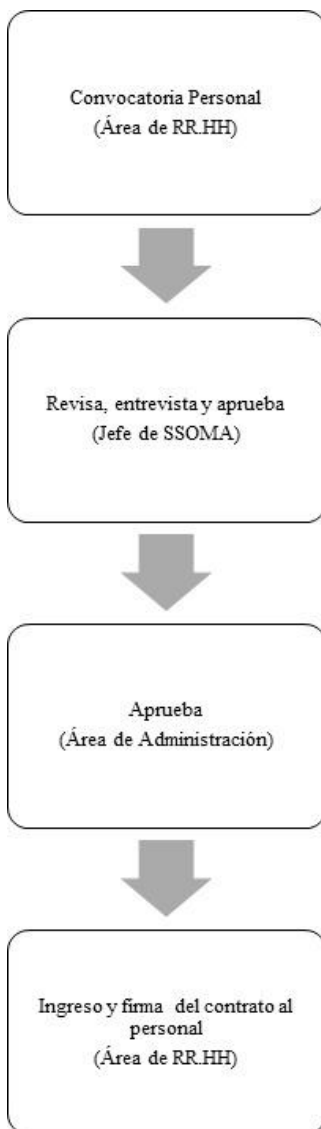 Convocatoria Personal
(Área de RR.HH)
Revisa, entrevista y aprueba
(Jefe de SSOMA)
Aprueba
(Área de Administración)
Ingreso y firma del contrato al
personal
(Área de RR.HH)